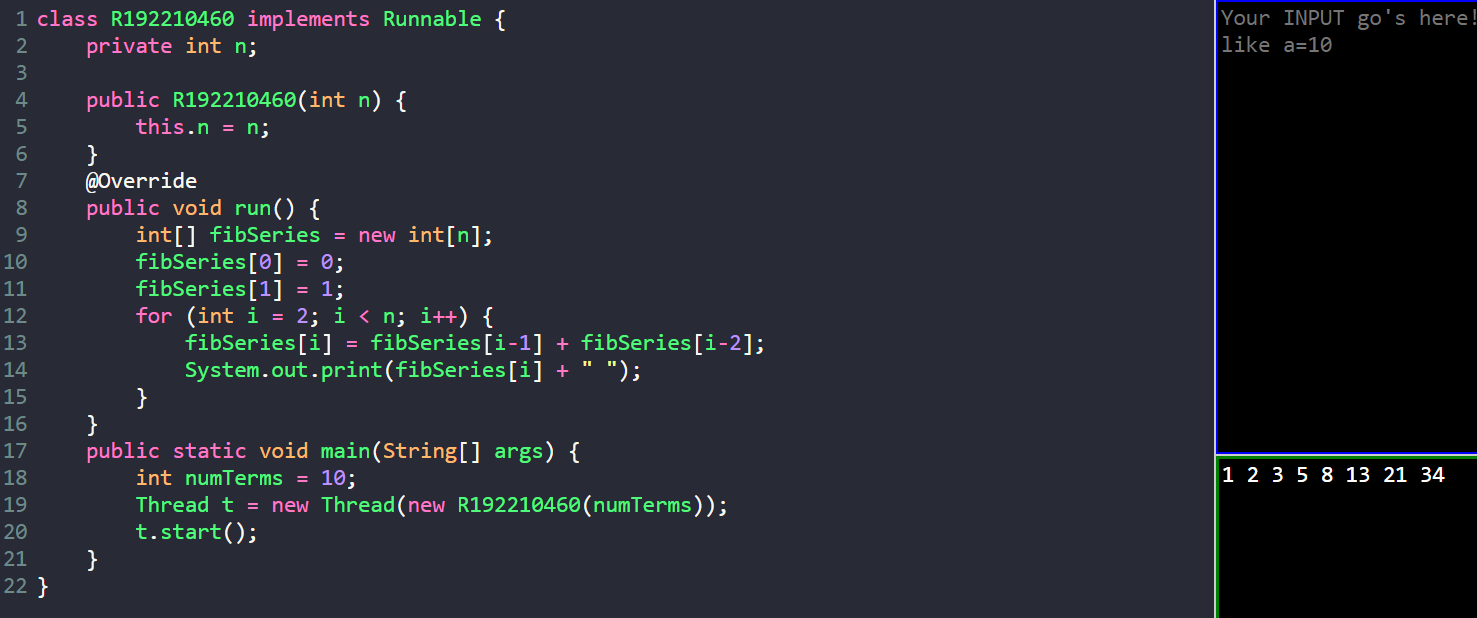 1 class R192210460 implements Runnable {
2     private int n;
3
4     public R192210460(int n) {
5         this.n = n;
6     }
7     @Override
8     public void run() {
9         int[] fibSeries = new int[n];
10         fibSeries[0] = 0;
11         fibSeries[1] = 1;
12         for (int i = 2; i < n; i++) {
13             fibSeries[i] = fibSeries[i-1] + fibSeries[i-2];
14             System.out.print(fibSeries[i] + " ");
15         }
16     }
17     public static void main(String[] args) {
18         int numTerms = 10;
19         Thread t = new Thread(new R192210460(numTerms));
20         t.start();
21     }
22 }
Your INPUT go's here!
like a=10
1 2 3 5 8 13 21 34